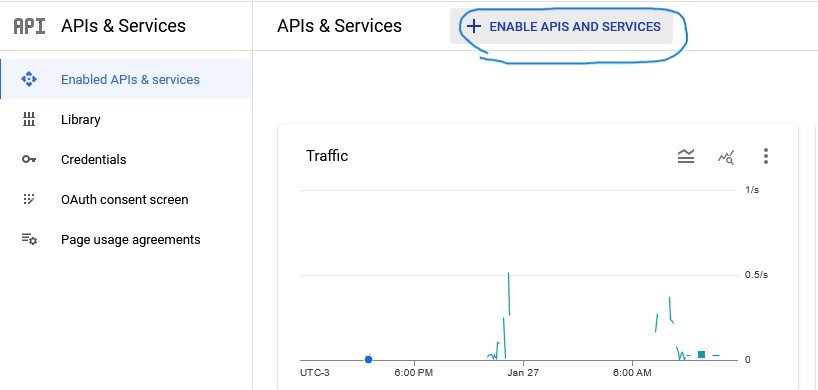 API APIs & Services
APIs & Services
+ ENABLE APIS AND SERVICES
Enabled APIs & services
Library
Credentials
OAuth consent screen
Page usage agreements
Traffic
1/s
0.5/s
0
UTC-3 6:00 PM Jan 27 6:00 AM